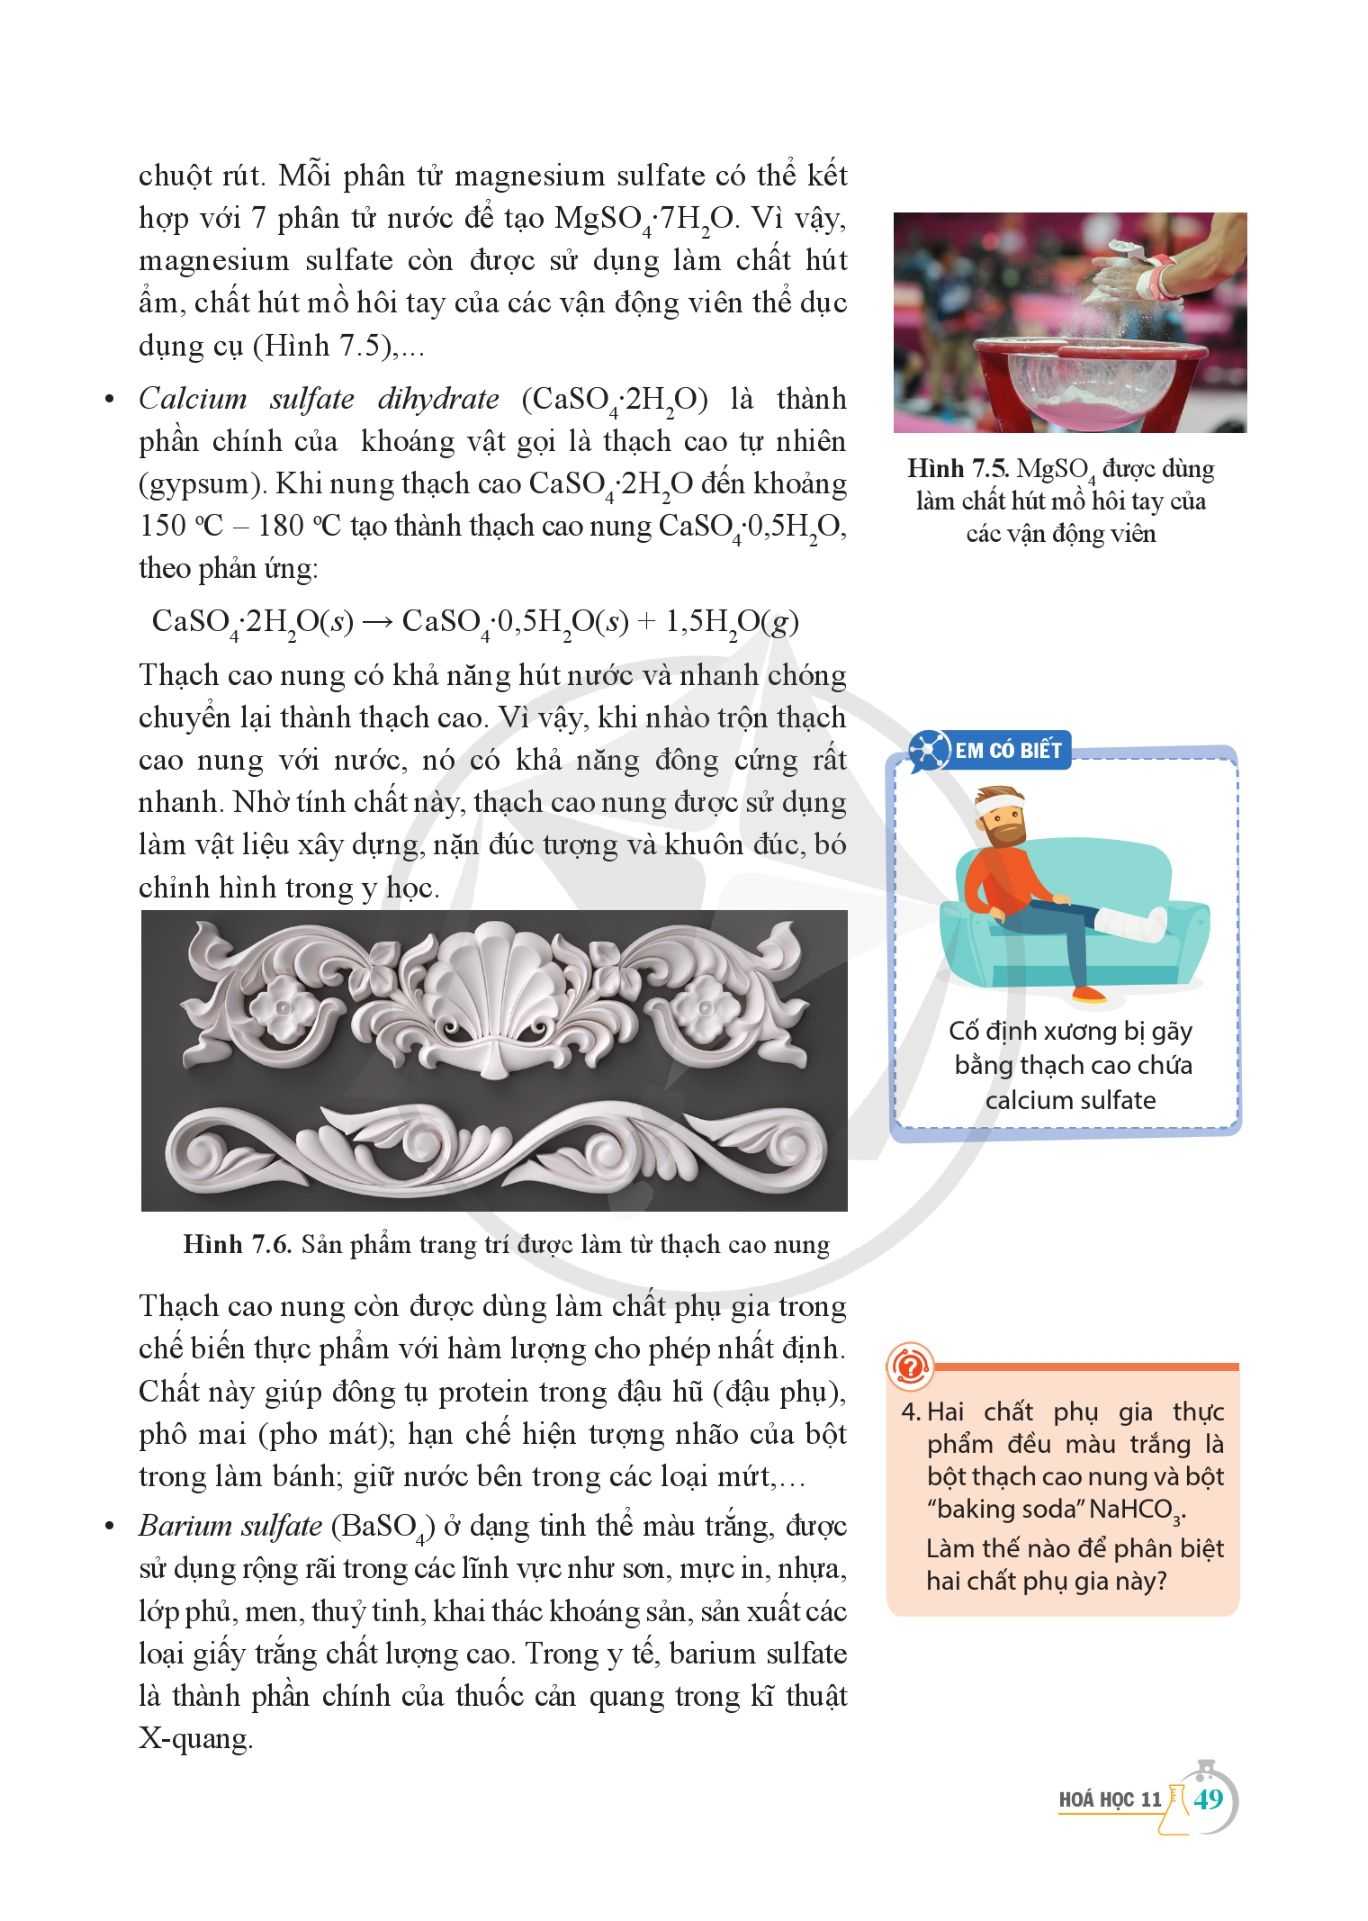 chuột rút. Mỗi phân tử magnesium sulfate có thể kết
hợp với 7 phân tử nước để tạo MgSO₄·7H₂O. Vì vậy,
magnesium sulfate còn được sử dụng làm chất hút
ẩm, chất hút mồ hôi tay của các vận động viên thể dục
dụng cụ (Hình 7.5),...
• Calcium sulfate dihydrate (CaSO₄·2H₂O) là thành
phần chính của khoáng vật gọi là thạch cao tự nhiên
(gypsum). Khi nung thạch cao CaSO₄·2H₂O đến khoảng
150 °C – 180 °C tạo thành thạch cao nung CaSO₄·0,5H₂O,
theo phản ứng:
CaSO₄·2H₂O(s) → CaSO₄·0,5H₂O(s) + 1,5H₂O(g)
Thạch cao nung có khả năng hút nước và nhanh chóng
chuyển lại thành thạch cao. Vì vậy, khi nhào trộn thạch
cao nung với nước, nó có khả năng đông cứng rất
nhanh. Nhờ tính chất này, thạch cao nung được sử dụng
làm vật liệu xây dựng, nặn đúc tượng và khuôn đúc, bó
chỉnh hình trong y học.
Hình 7.6. Sản phẩm trang trí được làm từ thạch cao nung
Thạch cao nung còn được dùng làm chất phụ gia trong
chế biến thực phẩm với hàm lượng cho phép nhất định.
Chất này giúp đông tụ protein trong đậu hũ (đậu phụ),
phô mai (pho mát); hạn chế hiện tượng nhão của bột
trong làm bánh; giữ nước bên trong các loại mứt,...
• Barium sulfate (BaSO₄) ở dạng tinh thể màu trắng, được
sử dụng rộng rãi trong các lĩnh vực như sơn, mực in, nhựa,
lớp phủ, men, thuỷ tinh, khai thác khoáng sản, sản xuất các
loại giấy trắng chất lượng cao. Trong y tế, barium sulfate
là thành phần chính của thuốc cản quang trong kĩ thuật
X-quang.
Hình 7.5. MgSO₄ được dùng
làm chất hút mồ hôi tay của
các vận động viên
EM CÓ BIẾT
Cố định xương bị gãy
bằng thạch cao chứa
calcium sulfate
?
4. Hai chất phụ gia thực
phẩm đều màu trắng là
bột thạch cao nung và bột
“baking soda” NaHCO₃.
Làm thế nào để phân biệt
hai chất phụ gia này?
HOÁ HỌC 11 49